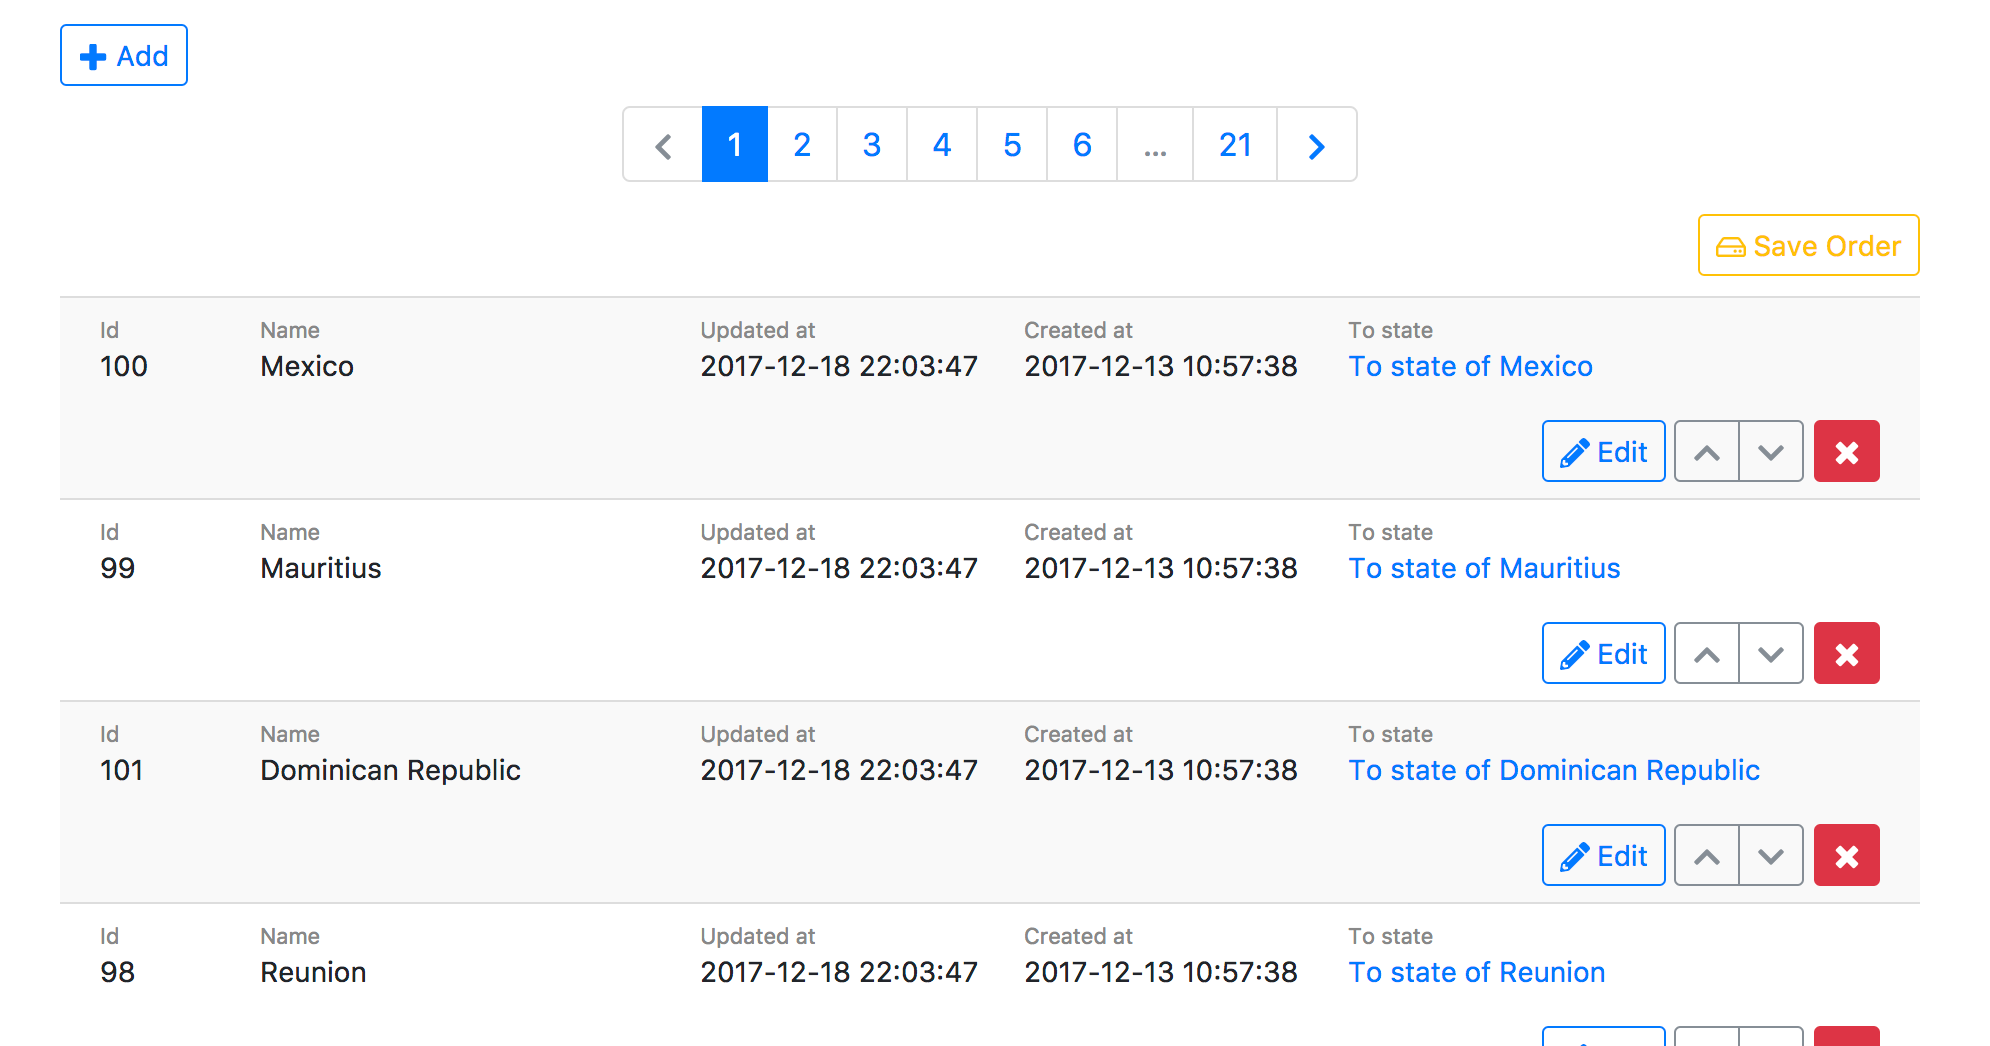 Add
1 2 3 4 5 6 ... 21
Save Order
Id Name Updated at Created at To state
100 Mexico 2017-12-18 22:03:47 2017-12-13 10:57:38 To state of Mexico
Edit
Id Name Updated at Created at To state
99 Mauritius 2017-12-18 22:03:47 2017-12-13 10:57:38 To state of Mauritius
Edit
Id Name Updated at Created at To state
101 Dominican Republic 2017-12-18 22:03:47 2017-12-13 10:57:38 To state of Dominican Republic
Edit
Id Name Updated at Created at To state
98 Reunion 2017-12-18 22:03:47 2017-12-13 10:57:38 To state of Reunion